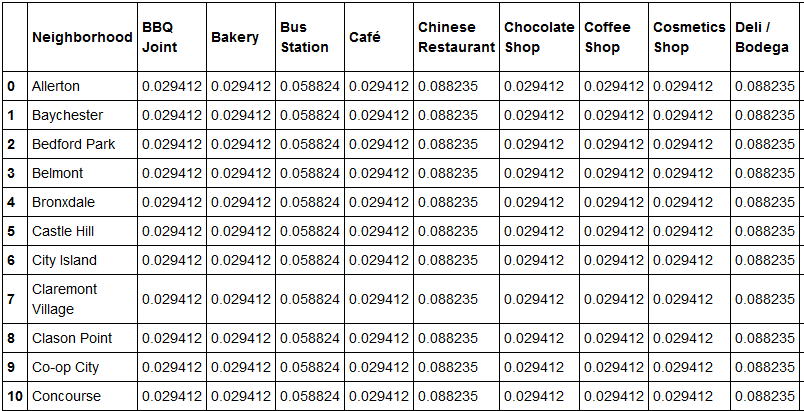 Neighborhood BBQ Joint Bakery Bus Station Café Chinese Restaurant Chocolate Shop Coffee Shop Cosmetics Shop Deli / Bodega
0 Allerton 0.029412 0.029412 0.058824 0.029412 0.088235 0.029412 0.029412 0.029412 0.088235
1 Baychester 0.029412 0.029412 0.058824 0.029412 0.088235 0.029412 0.029412 0.029412 0.088235
2 Bedford Park 0.029412 0.029412 0.058824 0.029412 0.088235 0.029412 0.029412 0.029412 0.088235
3 Belmont 0.029412 0.029412 0.058824 0.029412 0.088235 0.029412 0.029412 0.029412 0.088235
4 Bronxdale 0.029412 0.029412 0.058824 0.029412 0.088235 0.029412 0.029412 0.029412 0.088235
5 Castle Hill 0.029412 0.029412 0.058824 0.029412 0.088235 0.029412 0.029412 0.029412 0.088235
6 City Island 0.029412 0.029412 0.058824 0.029412 0.088235 0.029412 0.029412 0.029412 0.088235
7 Claremont Village 0.029412 0.029412 0.058824 0.029412 0.088235 0.029412 0.029412 0.029412 0.088235
8 Clason Point 0.029412 0.029412 0.058824 0.029412 0.088235 0.029412 0.029412 0.029412 0.088235
9 Co-op City 0.029412 0.029412 0.058824 0.029412 0.088235 0.029412 0.029412 0.029412 0.088235
10 Concourse 0.029412 0.029412 0.058824 0.029412 0.088235 0.029412 0.029412 0.029412 0.088235